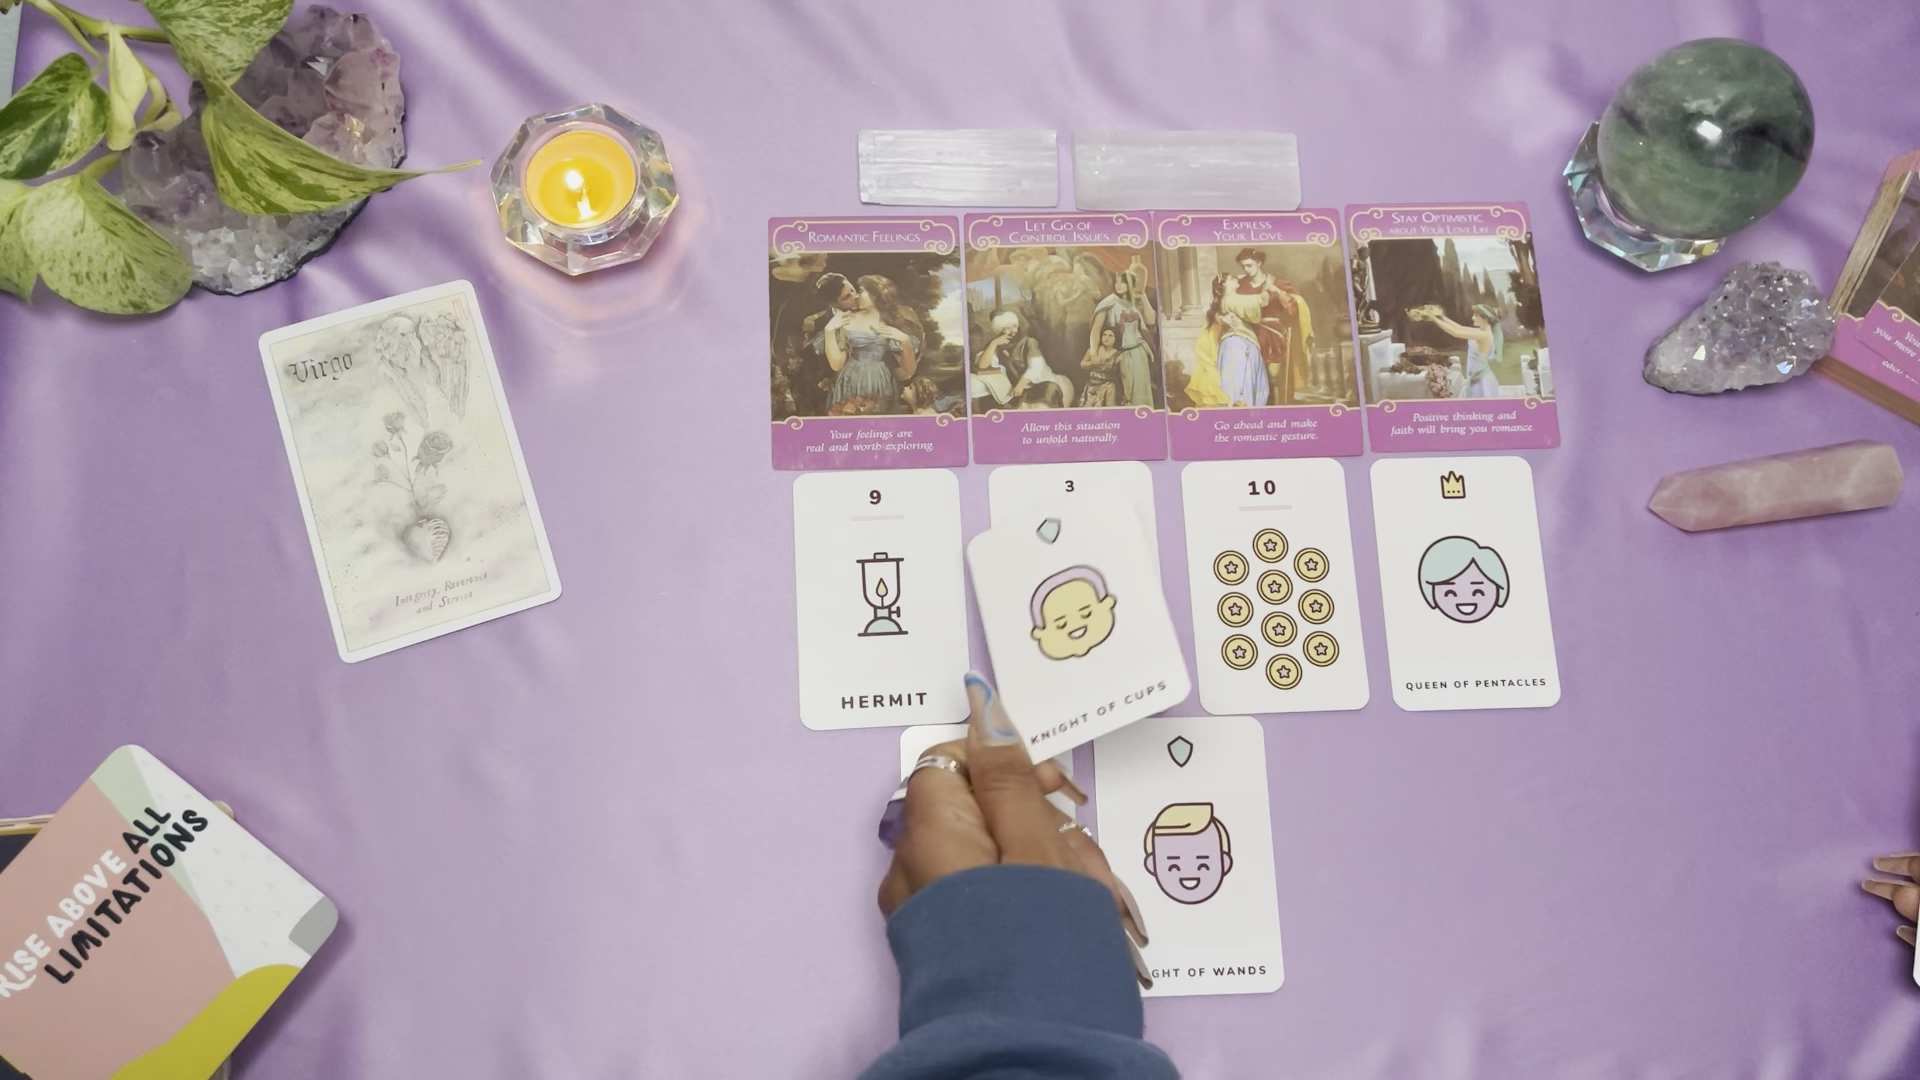 ROMANTIC FEELINGS
LET GO OF
CONTROL ISSUES
EXPRESS
YOUR LOVE
STAY OPTIMISTIC
ABOUT YOUR LOVE LIFE
Your feelings are
real and worth exploring.
Allow this situation
to unfold naturally.
Go ahead and make
the romantic gesture.
Positive thinking and
faith will bring you romance.
Virgo
Integrity, Reverence
and Service
9
HERMIT
3
KNIGHT OF CUPS
10
QUEEN OF PENTACLES
GHT OF WANDS
RISE ABOVE ALL
LIMITATIONS
you more